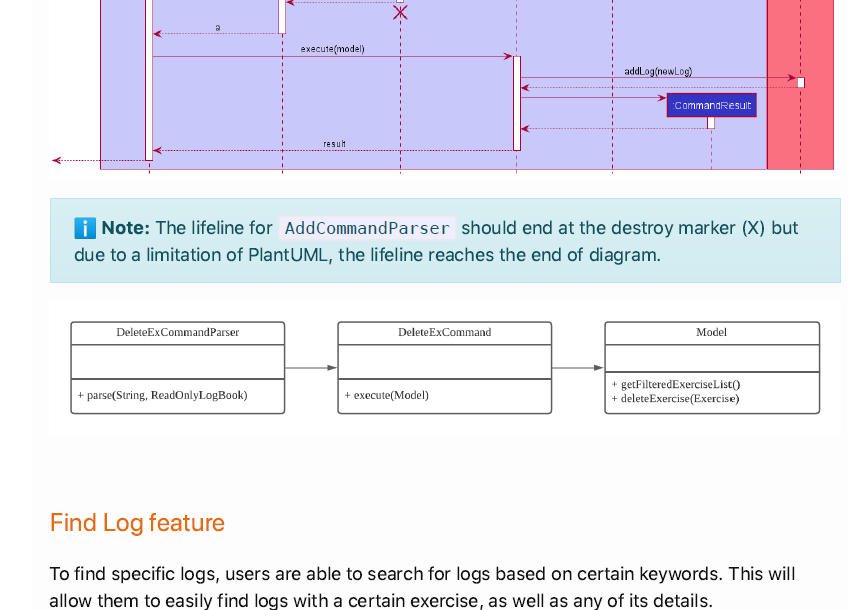 a
execute(model)
addLog(newLog)
:CommandResult
result
Note: The lifeline for AddCommandParser should end at the destroy marker (X) but
due to a limitation of PlantUML, the lifeline reaches the end of diagram.
DeleteExCommandParser
+ parse(String, ReadOnlyLogBook)
DeleteExCommand
+ execute(Model)
Model
+ getFilteredExerciseList()
+ deleteExercise(Exercise)
Find Log feature
To find specific logs, users are able to search for logs based on certain keywords. This will
allow them to easily find logs with a certain exercise, as well as any of its details.